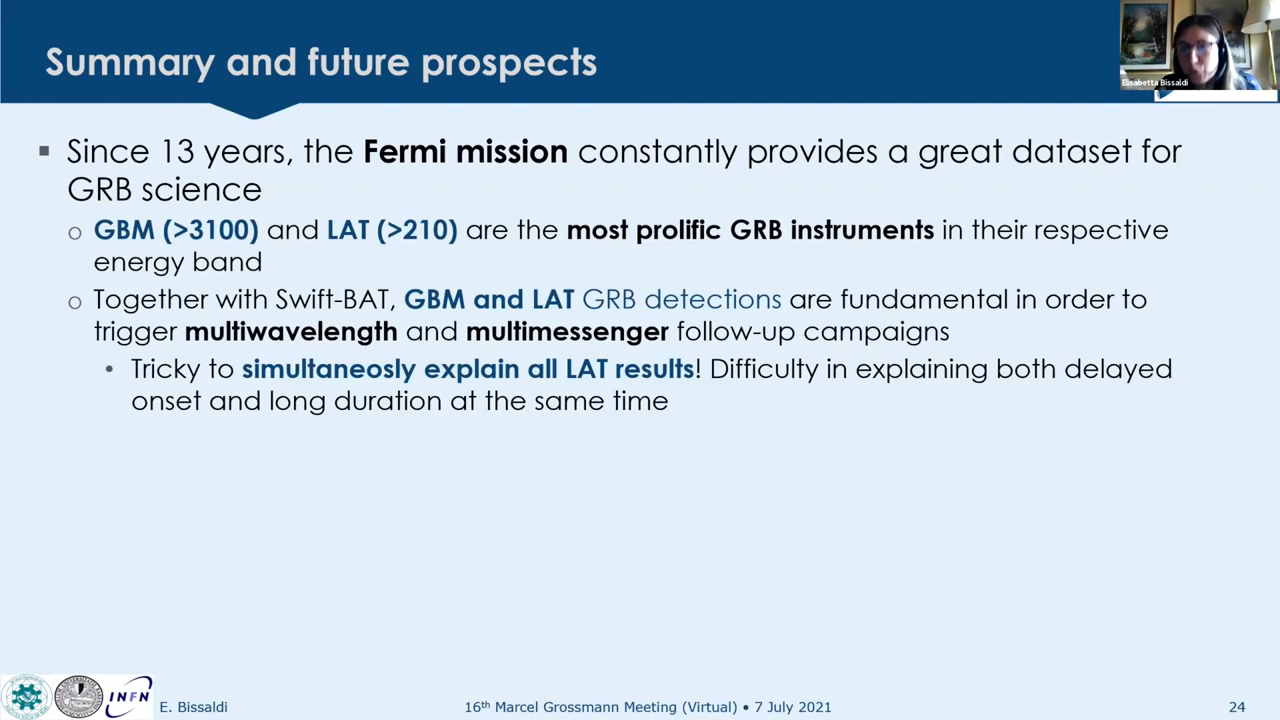 Summary and future prospects
Elisabetta Bissaldi
▪ Since 13 years, the Fermi mission constantly provides a great dataset for
GRB science
o GBM (>3100) and LAT (>210) are the most prolific GRB instruments in their respective
energy band
o Together with Swift-BAT, GBM and LAT GRB detections are fundamental in order to
trigger multiwavelength and multimessenger follow-up campaigns
• Tricky to simultaneosly explain all LAT results! Difficulty in explaining both delayed
onset and long duration at the same time
INFN
E. Bissaldi
16th Marcel Grossmann Meeting (Virtual) • 7 July 2021
24